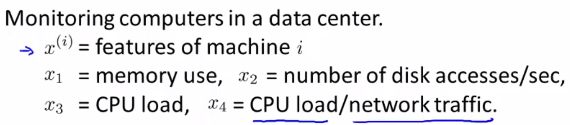 Monitoring computers in a data center.
→ x^(i) = features of machine i
x₁ = memory use, x₂ = number of disk accesses/sec,
x₃ = CPU load, x₄ = CPU load/network traffic.